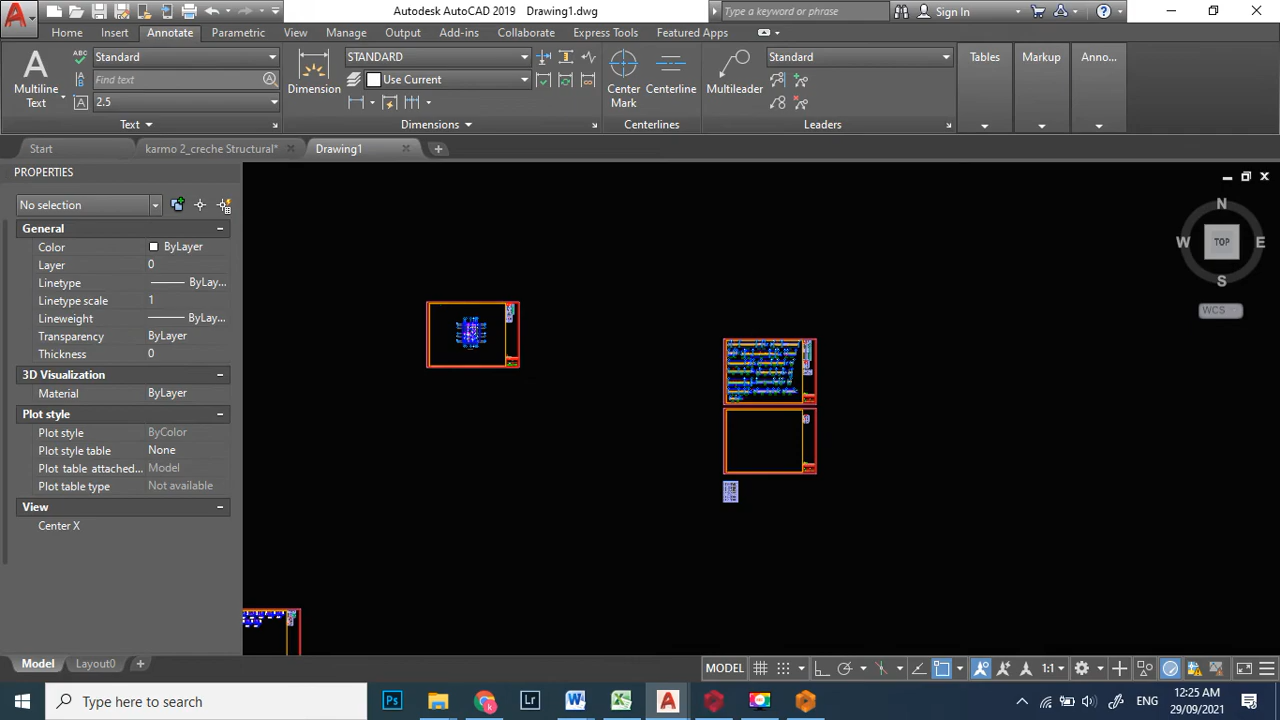 Autodesk AutoCAD 2019 Drawing1.dwg
Type a keyword or phrase
Sign In
Home Insert Annotate Parametric View Manage Output Add-ins Collaborate Express Tools Featured Apps
Multiline Text
ABC Standard
Find text
2.5
Dimension
STANDARD
Use Current
Center Mark
Centerline
Multileader
Standard
Tables
Markup
Anno...
Text
Dimensions
Centerlines
Leaders
Start
karmo 2_creche Structural*
Drawing1
PROPERTIES
No selection
General
Color ByLayer
Layer 0
Linetype ByLay...
Linetype scale 1
Lineweight ByLay...
Transparency ByLayer
Thickness 0
3D Visualization
Material ByLayer
Plot style
Plot style ByColor
Plot style table None
Plot table attached... Model
Plot table type Not available
View
Center X
N
W TOP E
S
WCS
Model Layout0
MODEL
1:1
Type here to search
Lr
ENG
12:25 AM
29/09/2021